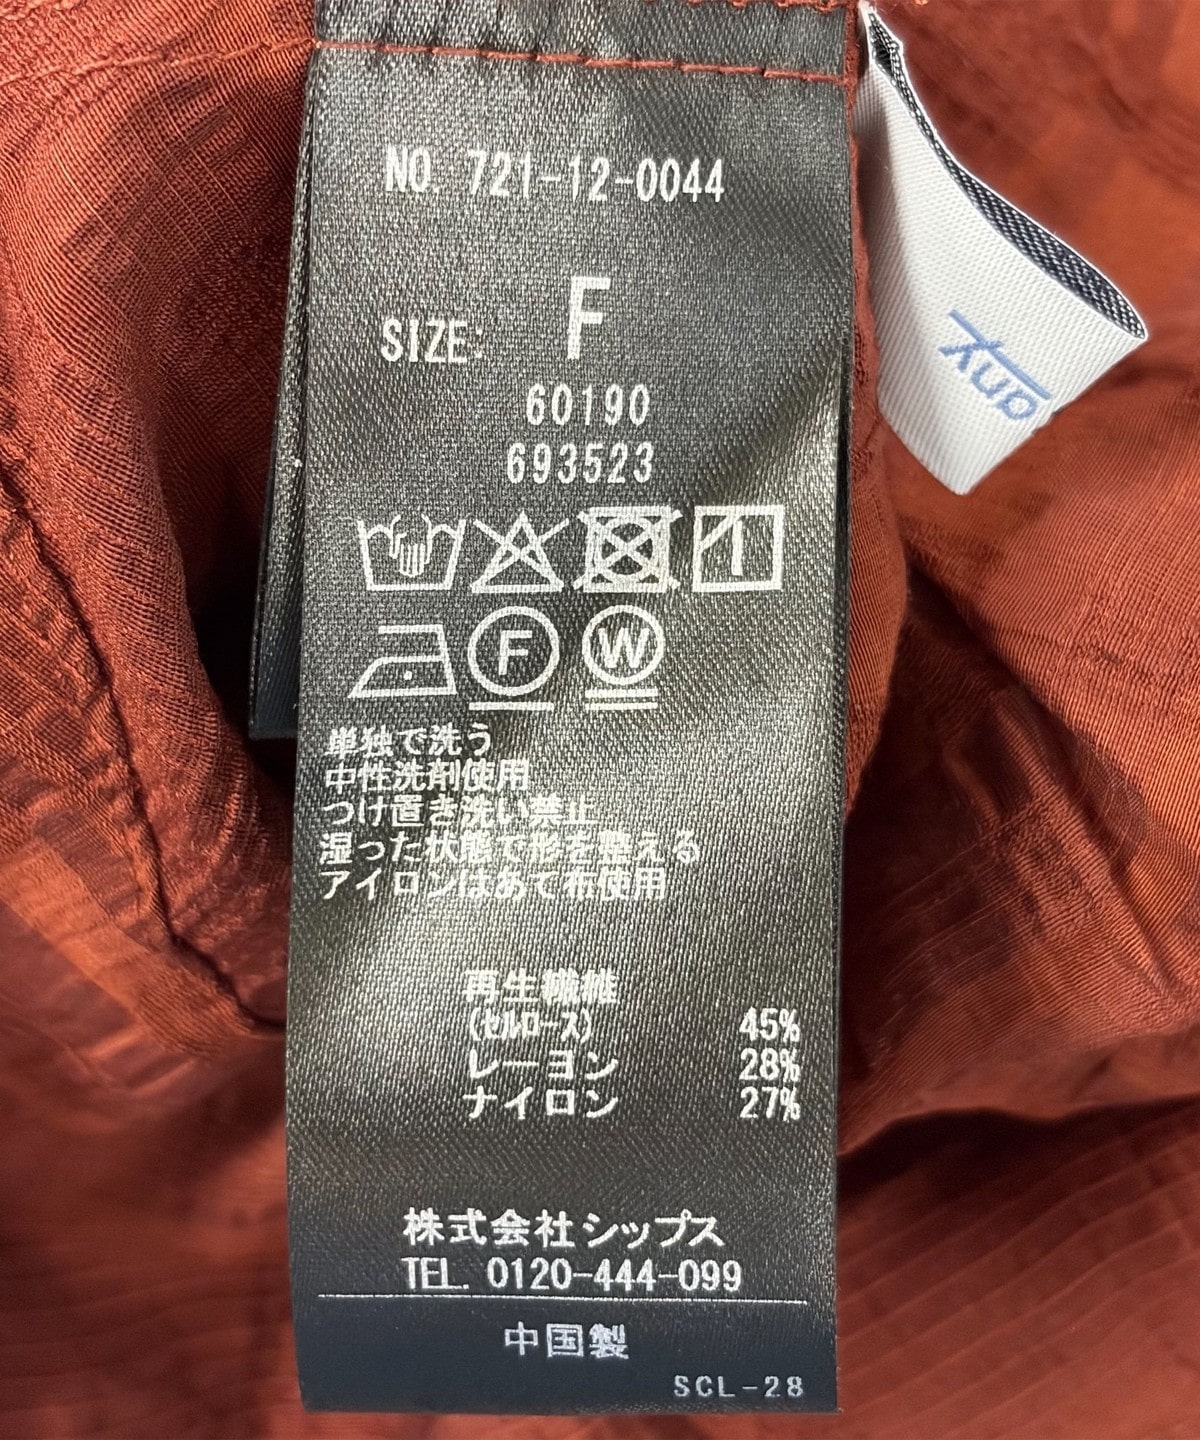 NO. 721-12-0044
SIZE: F
60190
693523
F W
単独で洗う
中性洗剤使用
つけ置き洗い禁止
湿った状態で形を整える
アイロンはあて布使用
再生繊維
(セルロース) 45%
レーヨン 28%
ナイロン 27%
株式会社シップス
TEL. 0120-444-099
中国製
SCL-28
any